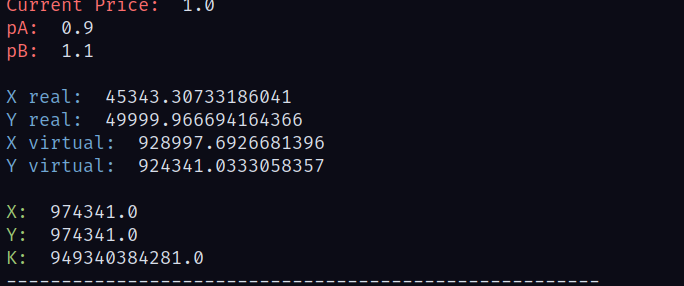 Current Price: 1.0
pA: 0.9
pB: 1.1
X real: 45343.30733186041
Y real: 49999.966694164366
X virtual: 928997.6926681396
Y virtual: 924341.0333058357
X: 974341.0
Y: 974341.0
K: 949340384281.0
------------------------------------------------------